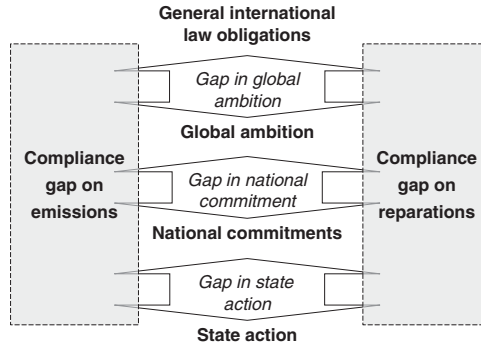 General international
law obligations
Gap in global
ambition
Global ambition
Compliance
gap on
emissions
Gap in national
commitment
Compliance
gap on
reparations
National commitments
Gap in state
action
State action